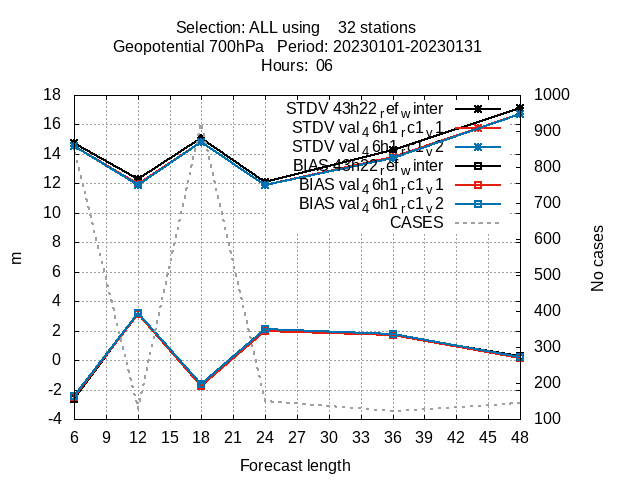 Selection: ALL using    32 stations
Geopotential 700hPa   Period: 20230101-20230131
Hours:  06
18
16
14
12
10
8
6
4
2
0
-2
-4
m
STDV 43h22ref_winter
STDV val_46h1_rc1_v1
STDV val_46h1_rc1_v2
BIAS 43h22_ref_winter
BIAS val_46h1_rc1_v1
BIAS val_46h1_rc1_v2
CASES
1000
900
800
700
600
500
400
300
200
100
No cases
6 9 12 15 18 21 24 27 30 33 36 39 42 45 48
Forecast length